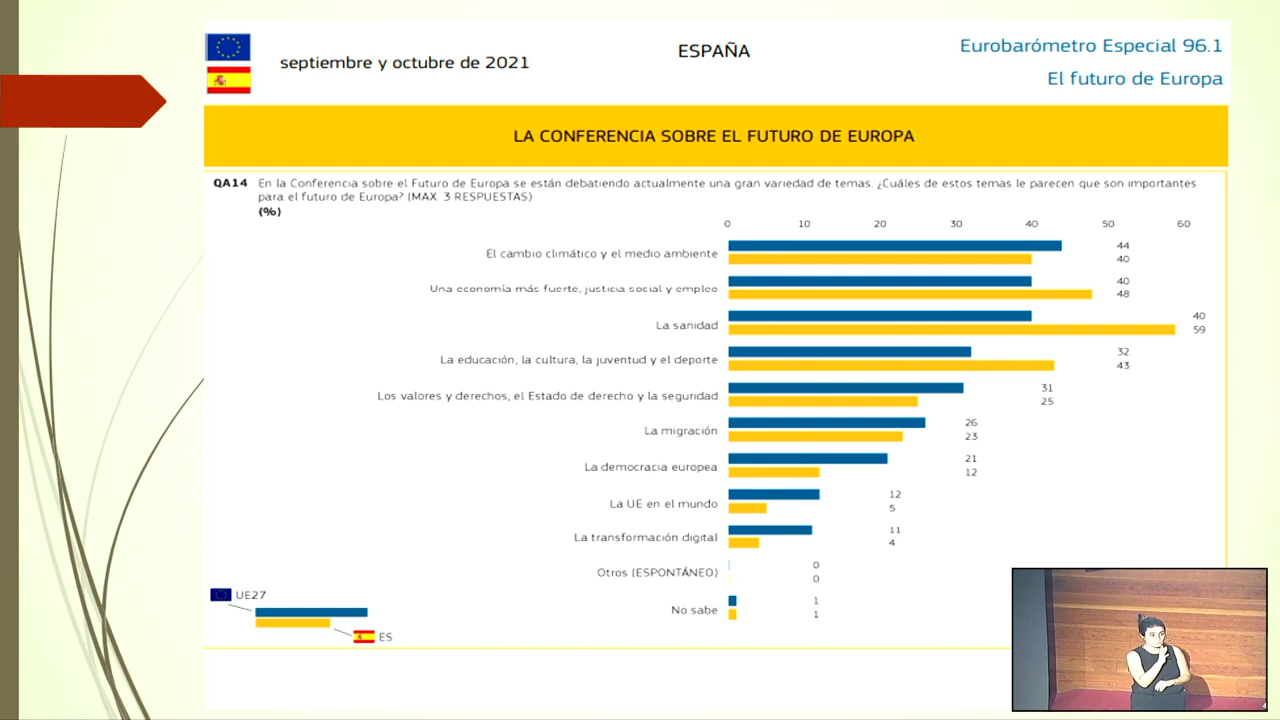 septiembre y octubre de 2021
ESPAÑA
Eurobarómetro Especial 96.1
El futuro de Europa
LA CONFERENCIA SOBRE EL FUTURO DE EUROPA
QA14 En la Conferencia sobre el Futuro de Europa se están debatiendo actualmente una gran variedad de temas ¿Cuáles de estos temas le parecen que son importantes
para el futuro de Europa? (MAX. 3 RESPUESTAS)
(%)
0 10 20 30 40 50 60
El cambio climático y el medio ambiente 44
40
Una economía más fuerte, justicia social y empleo 40
48
La sanidad 40
59
La educación, la cultura, la juventud y el deporte 32
43
Los valores y derechos, el Estado de derecho y la seguridad 31
25
La migración 26
23
La democracia europea 21
12
La UE en el mundo 12
5
La transformación digital 11
4
Otros (ESPONTÁNEO) 0
0
No sabe 1
1
UE27
ES
4